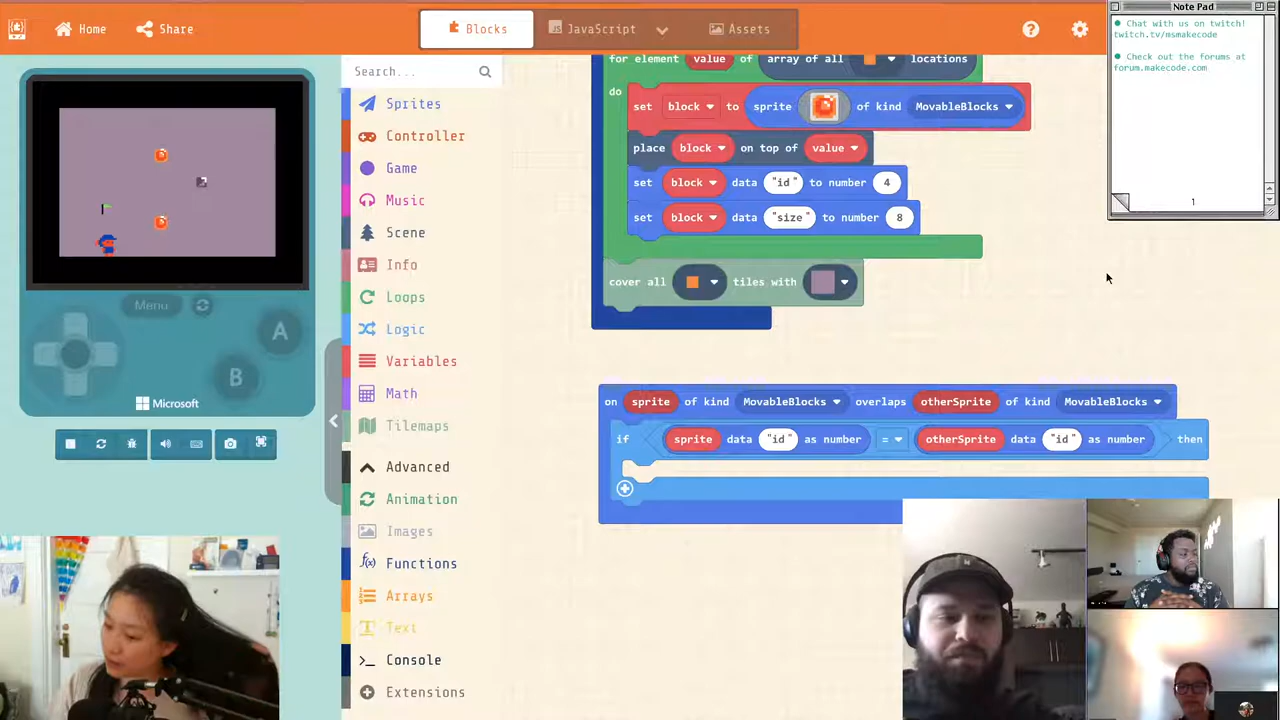 Home
Share
Blocks
JavaScript
Assets
Note Pad
Chat with us on twitch!
twitch.tv/msmakecode
Check out the forums at
forum.makecode.com
1
Menu
A
B
Microsoft
Search...
Sprites
Controller
Game
Music
Scene
Info
Loops
Logic
Variables
Math
Tilemaps
Advanced
Animation
Images
Functions
Arrays
Text
Console
Extensions
for element value of array of all locations
do
set block to sprite of kind MovableBlocks
place block on top of value
set block data "id" to number 4
set block data "size" to number 8
cover all tiles with
on sprite of kind MovableBlocks overlaps otherSprite of kind MovableBlocks
if sprite data "id" as number = otherSprite data "id" as number then